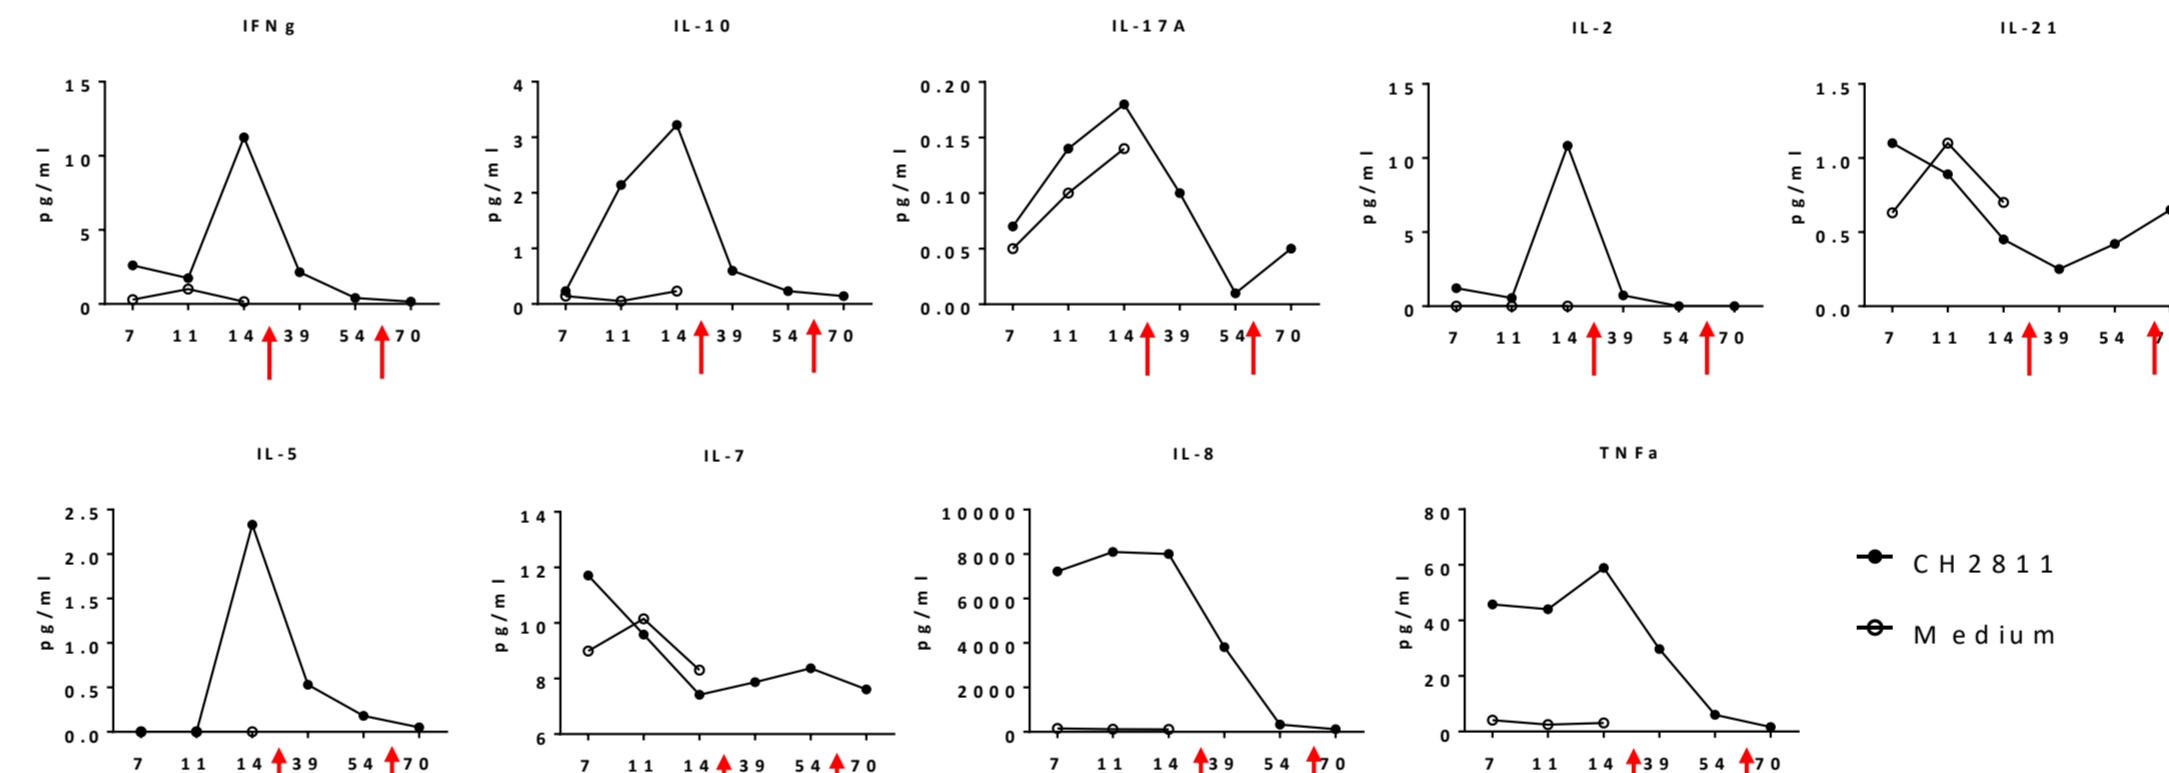 IFNg IL-10 IL-17A IL-2 IL-21
15
10
5
0
pg/ml
7 11 14 39 54 70
4
3
2
1
0
pg/ml
7 11 14 39 54 70
0.20
0.15
0.10
0.05
0.00
pg/ml
7 11 14 39 54 70
15
10
5
0
pg/ml
7 11 14 39 54 70
1.5
1.0
0.5
0.0
pg/ml
7 11 14 39 54
IL-5 IL-7 IL-8 TNFa
2.5
2.0
1.5
1.0
0.5
0.0
pg/ml
7 11 14 39 54 70
14
12
10
8
6
pg/ml
7 11 14 39 54 70
10000
8000
6000
4000
2000
0
pg/ml
7 11 14 39 54 70
80
60
40
20
0
pg/ml
7 11 14 39 54 70
CH2811
Medium